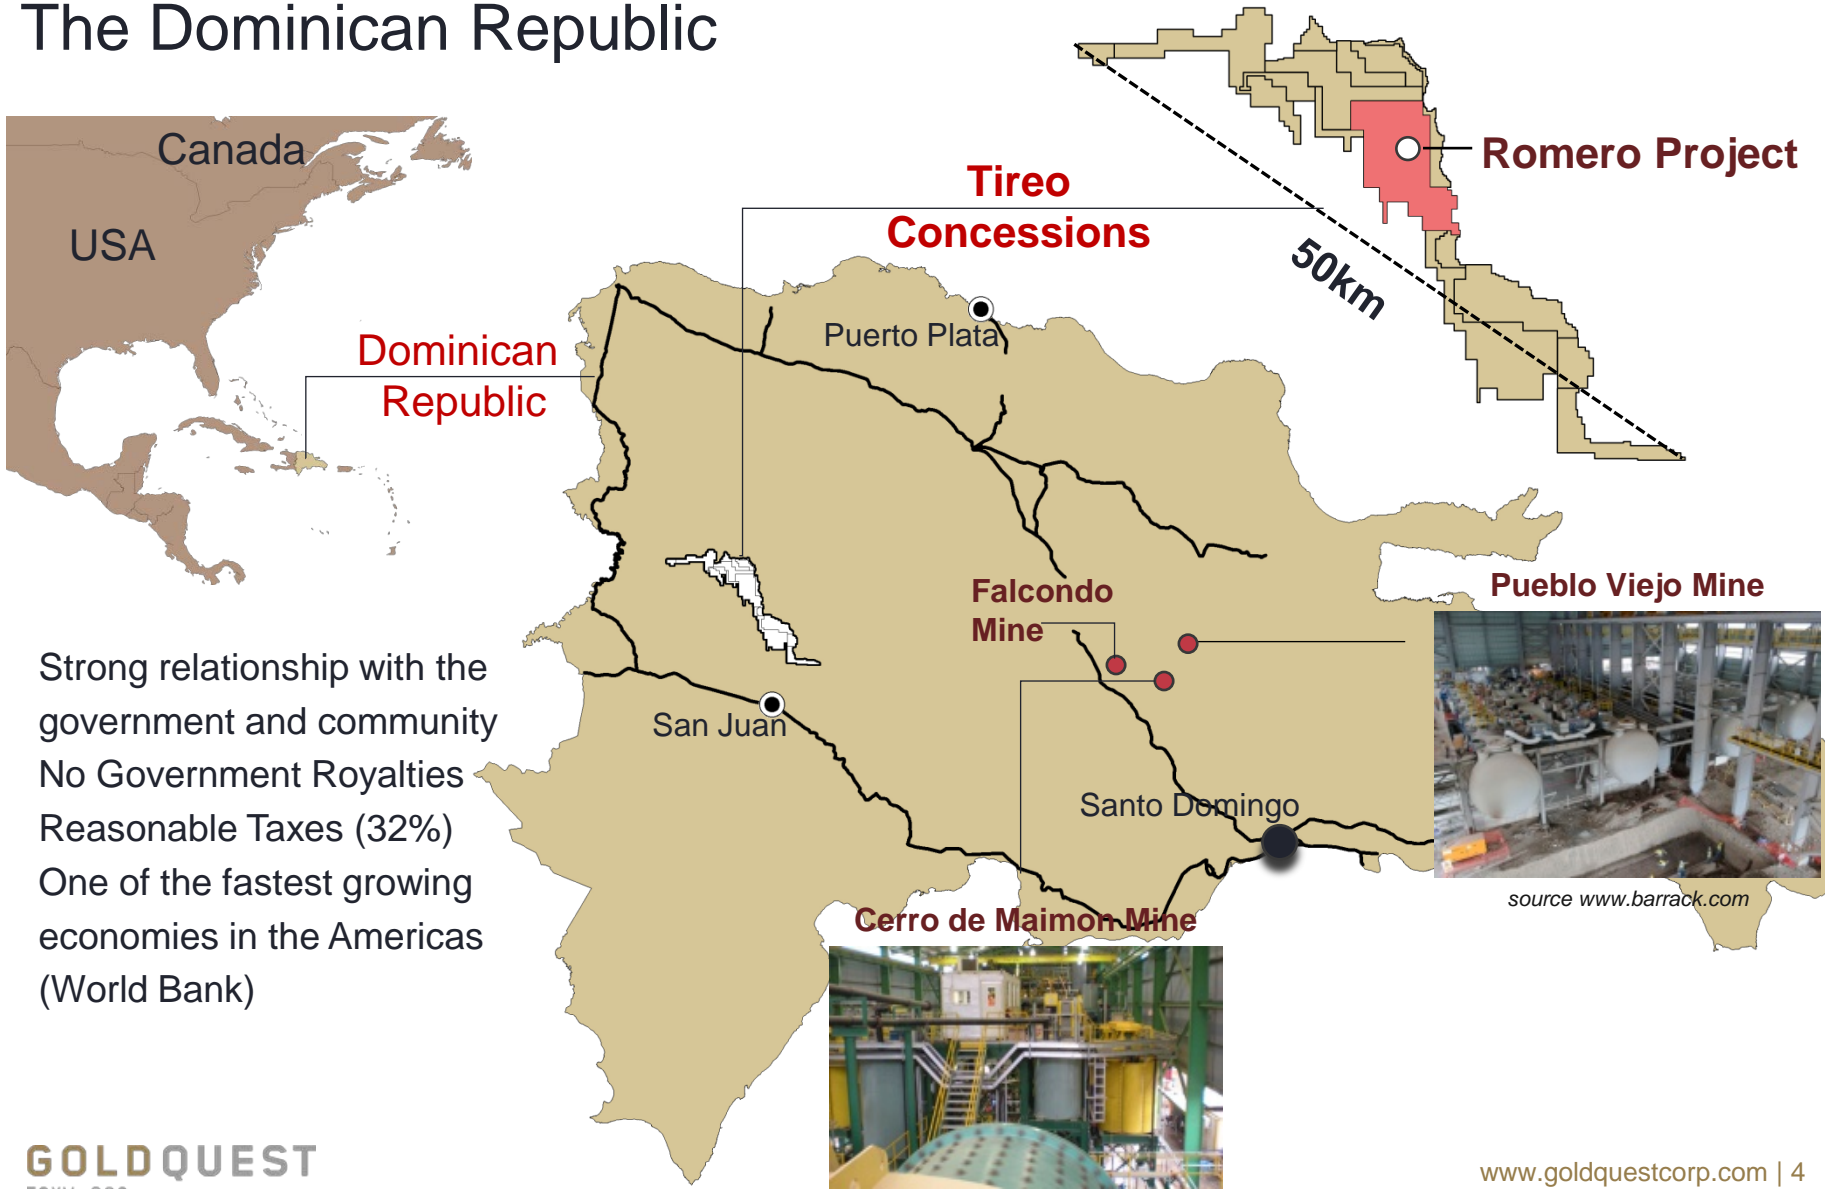 The Dominican Republic
Canada
USA
Dominican
Republic
Tireo
Concessions
Romero Project
50km
Puerto Plata
Falcondo
Mine
Pueblo Viejo Mine
San Juan
Santo Domingo
Strong relationship with the
government and community
No Government Royalties
Reasonable Taxes (32%)
One of the fastest growing
economies in the Americas
(World Bank)
source www.barrack.com
Cerro de Maimon Mine
GOLDQUEST
www.goldquestcorp.com | 4